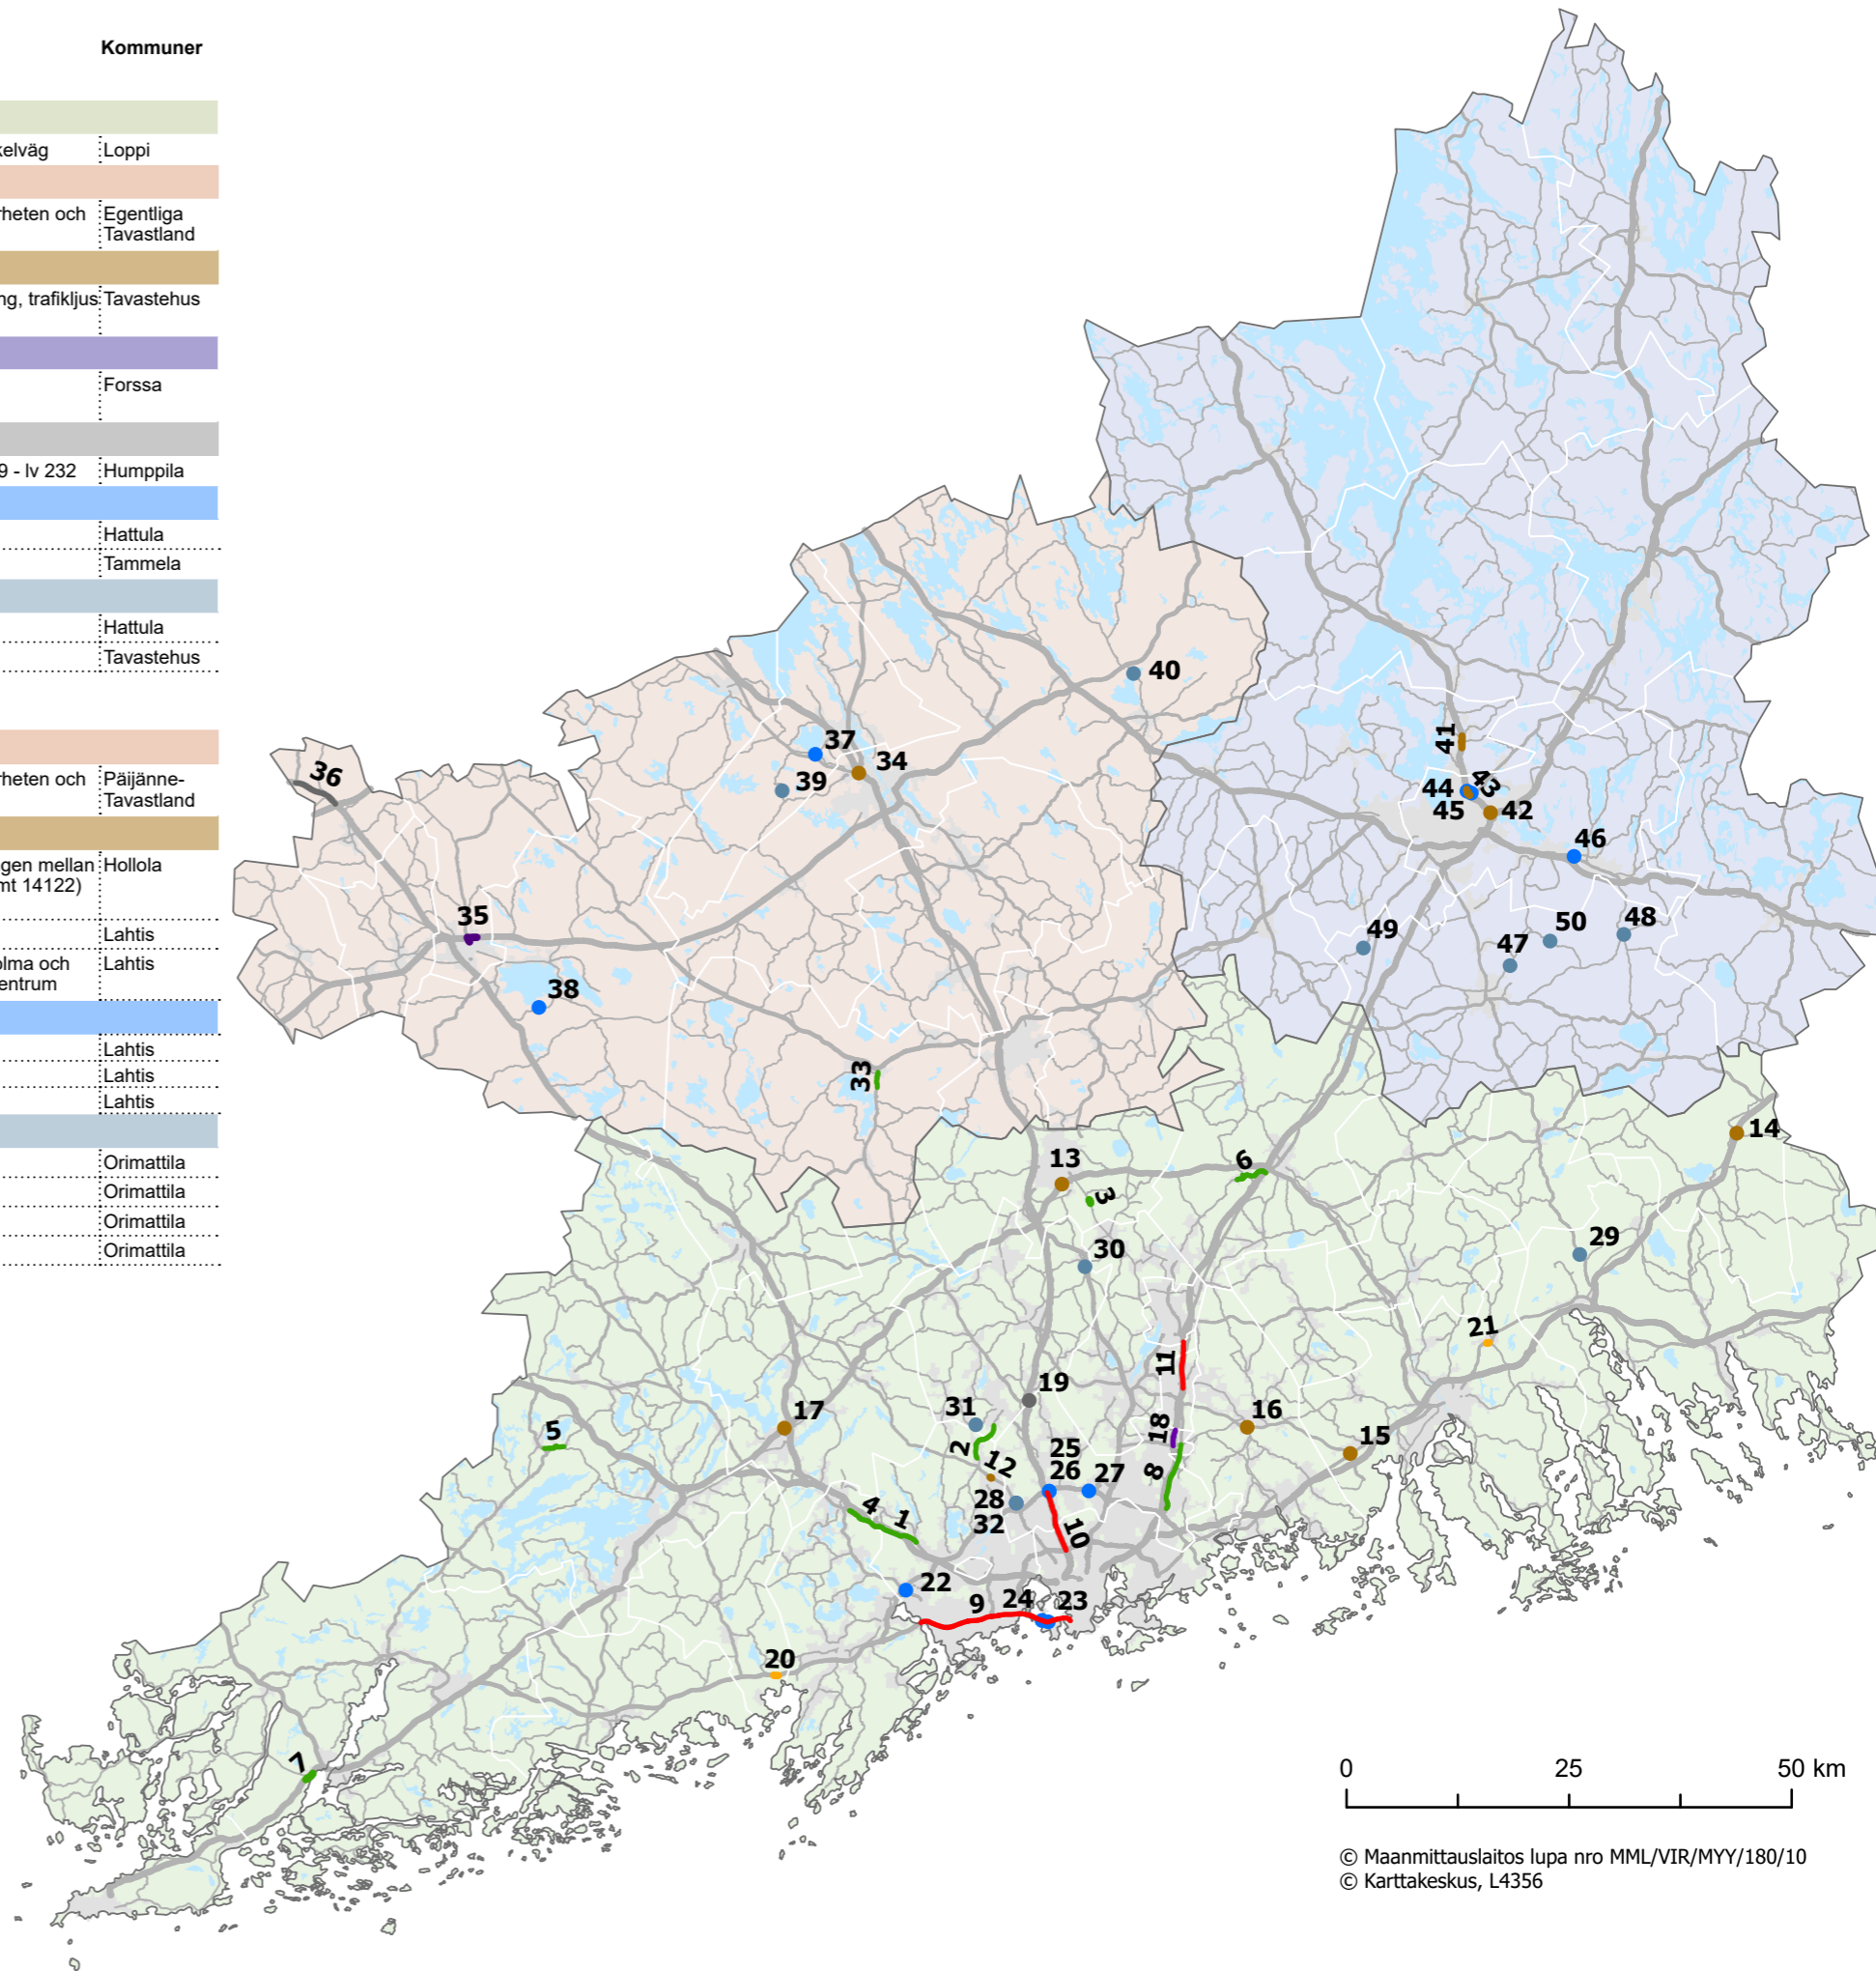 Kommuner
kelväg Loppi
rheten och Egentliga
Tavastland
ng, trafikljus Tavastehus
Forssa
9 - lv 232 Humppila
Hattula
Tammela
Hattula
Tavastehus
rheten och Päijänne-
Tavastland
gen mellan Hollola
mt 14122)
Lahtis
olma och Lahtis
entrum
Lahtis
Lahtis
Lahtis
Orimattila
Orimattila
Orimattila
Orimattila
40
37
34
39
36
41
43
44
45
42
46
35
38
49
50
48
47
33
14
13
6
3
30
29
21
11
19
17
31
16
5
2
12
18
15
25
26
27
8
28
32
4
1
10
22
9
24
23
20
7
0 25 50 km
© Maanmittauslaitos lupa nro MML/VIR/MYY/180/10
© Karttakeskus, L4356